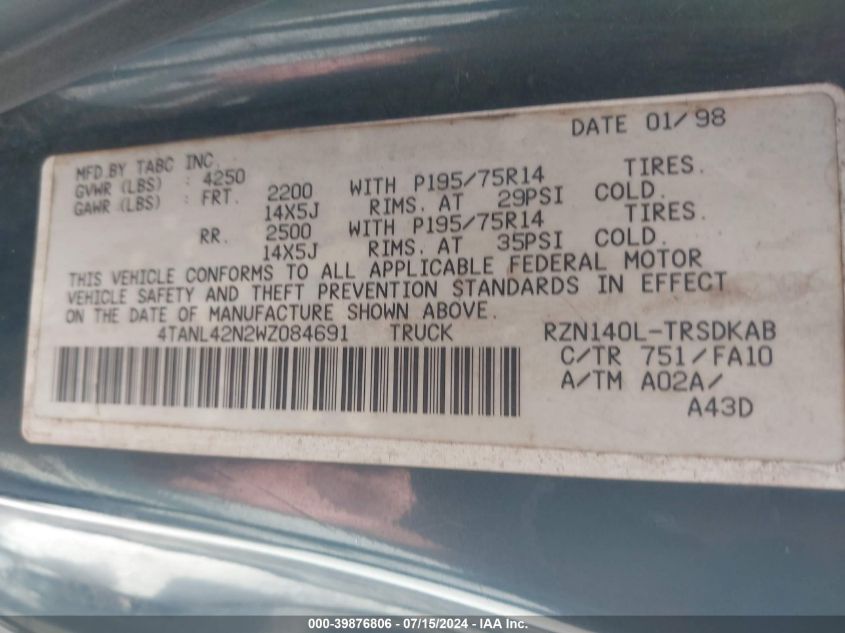 DATE 01/98
MFD.BY TABC INC.
GVWR (LBS) : 4250
GAWR (LBS) : FRT. 2200 WITH P195/75R14 TIRES.
14X5J RIMS. AT 29PSI COLD.
RR. 2500 WITH P195/75R14 TIRES.
14X5J RIMS. AT 35PSI COLD.
THIS VEHICLE CONFORMS TO ALL APPLICABLE FEDERAL MOTOR
VEHICLE SAFETY AND THEFT PREVENTION STANDARDS IN EFFECT
ON THE DATE OF MANUFACTURE SHOWN ABOVE.
4TANL42N2WZ084691 TRUCK RZN140L-TRSDKAB
C/TR 751/FA10
A/TM A02A/
A43D
000-39876806 - 07/15/2024 - IAA Inc.